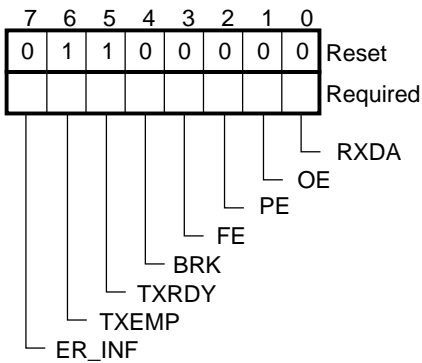 7 6 5 4 3 2 1 0
0 1 1 0 0 0 0 0 Reset
Required
RXDA
OE
PE
FE
BRK
TXRDY
TXEMP
ER_INF